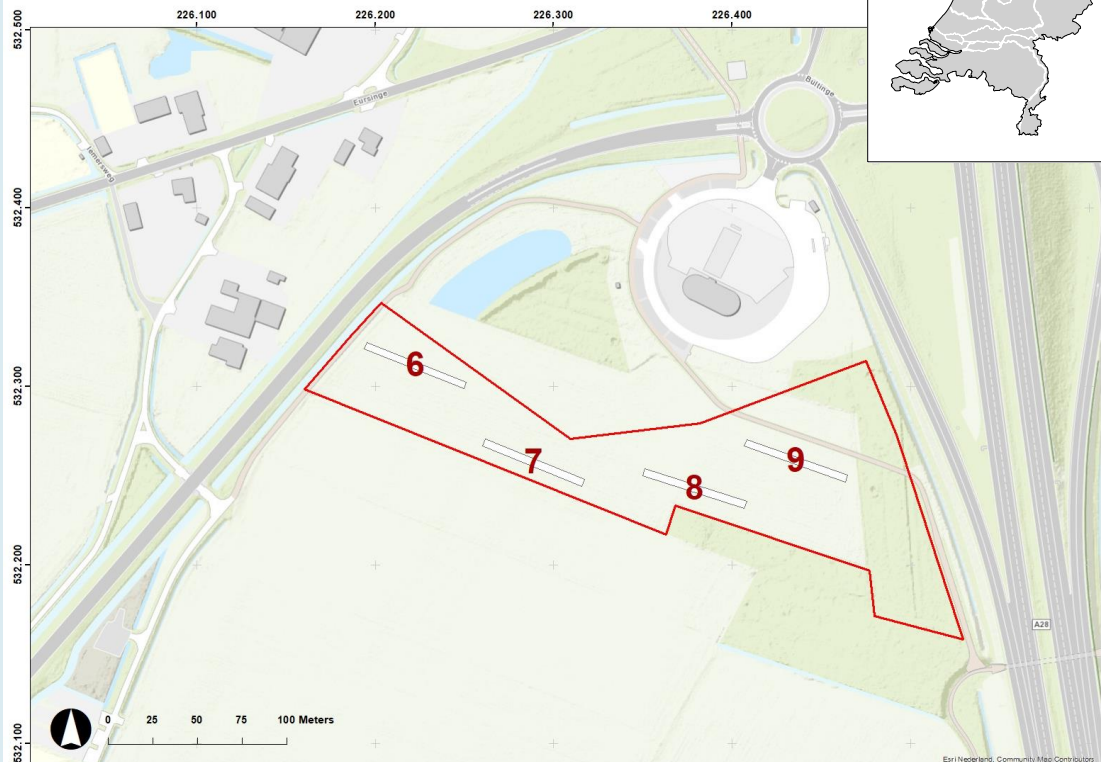 226.100 226.200 226.300 226.400
532.500
532.400
532.300
532.200
532.100
Eursinge
Bultinge
Iemersweg
6
7
8
9
A28
0 25 50 75 100 Meters
Esri Nederland, Community Map Contributors